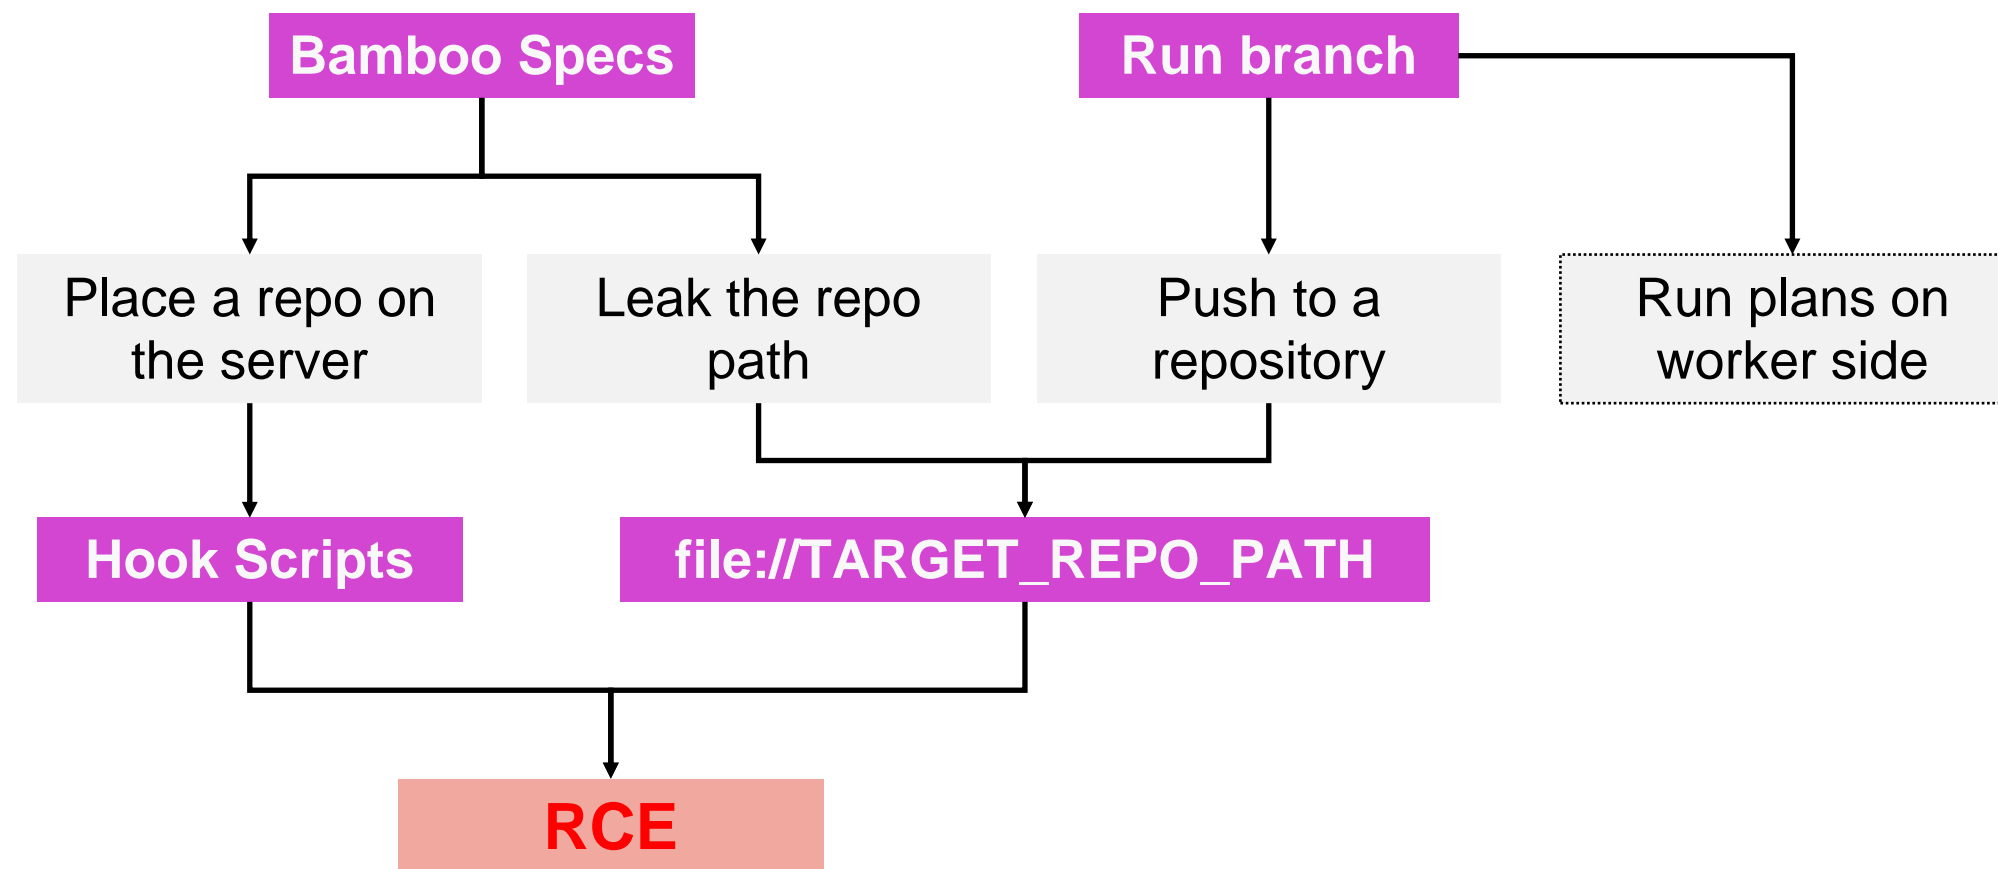 Bamboo Specs
Run branch
Place a repo on
the server
Leak the repo
path
Push to a
repository
Run plans on
worker side
Hook Scripts
file://TARGET_REPO_PATH
RCE